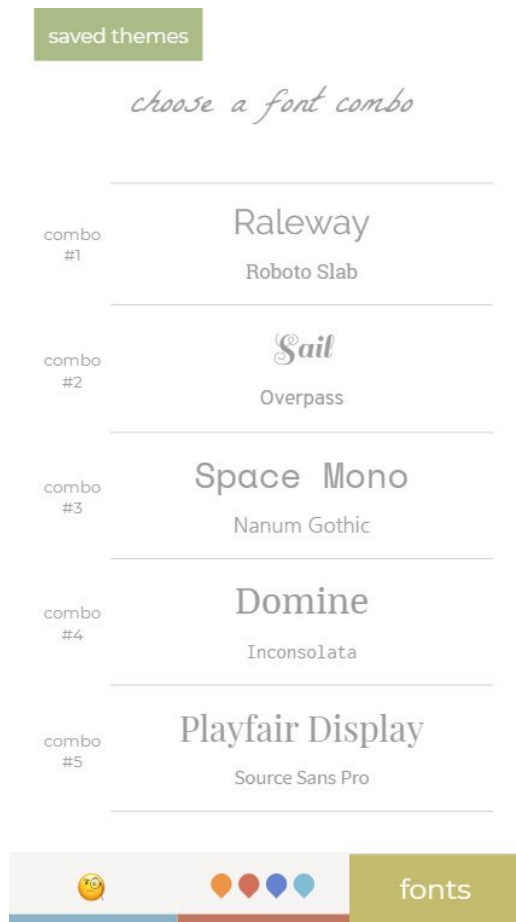 saved themes
choose a font combo
combo
#1
Raleway
Roboto Slab
combo
#2
Sail
Overpass
combo
#3
Space Mono
Nanum Gothic
combo
#4
Domine
Inconsolata
combo
#5
Playfair Display
Source Sans Pro
fonts